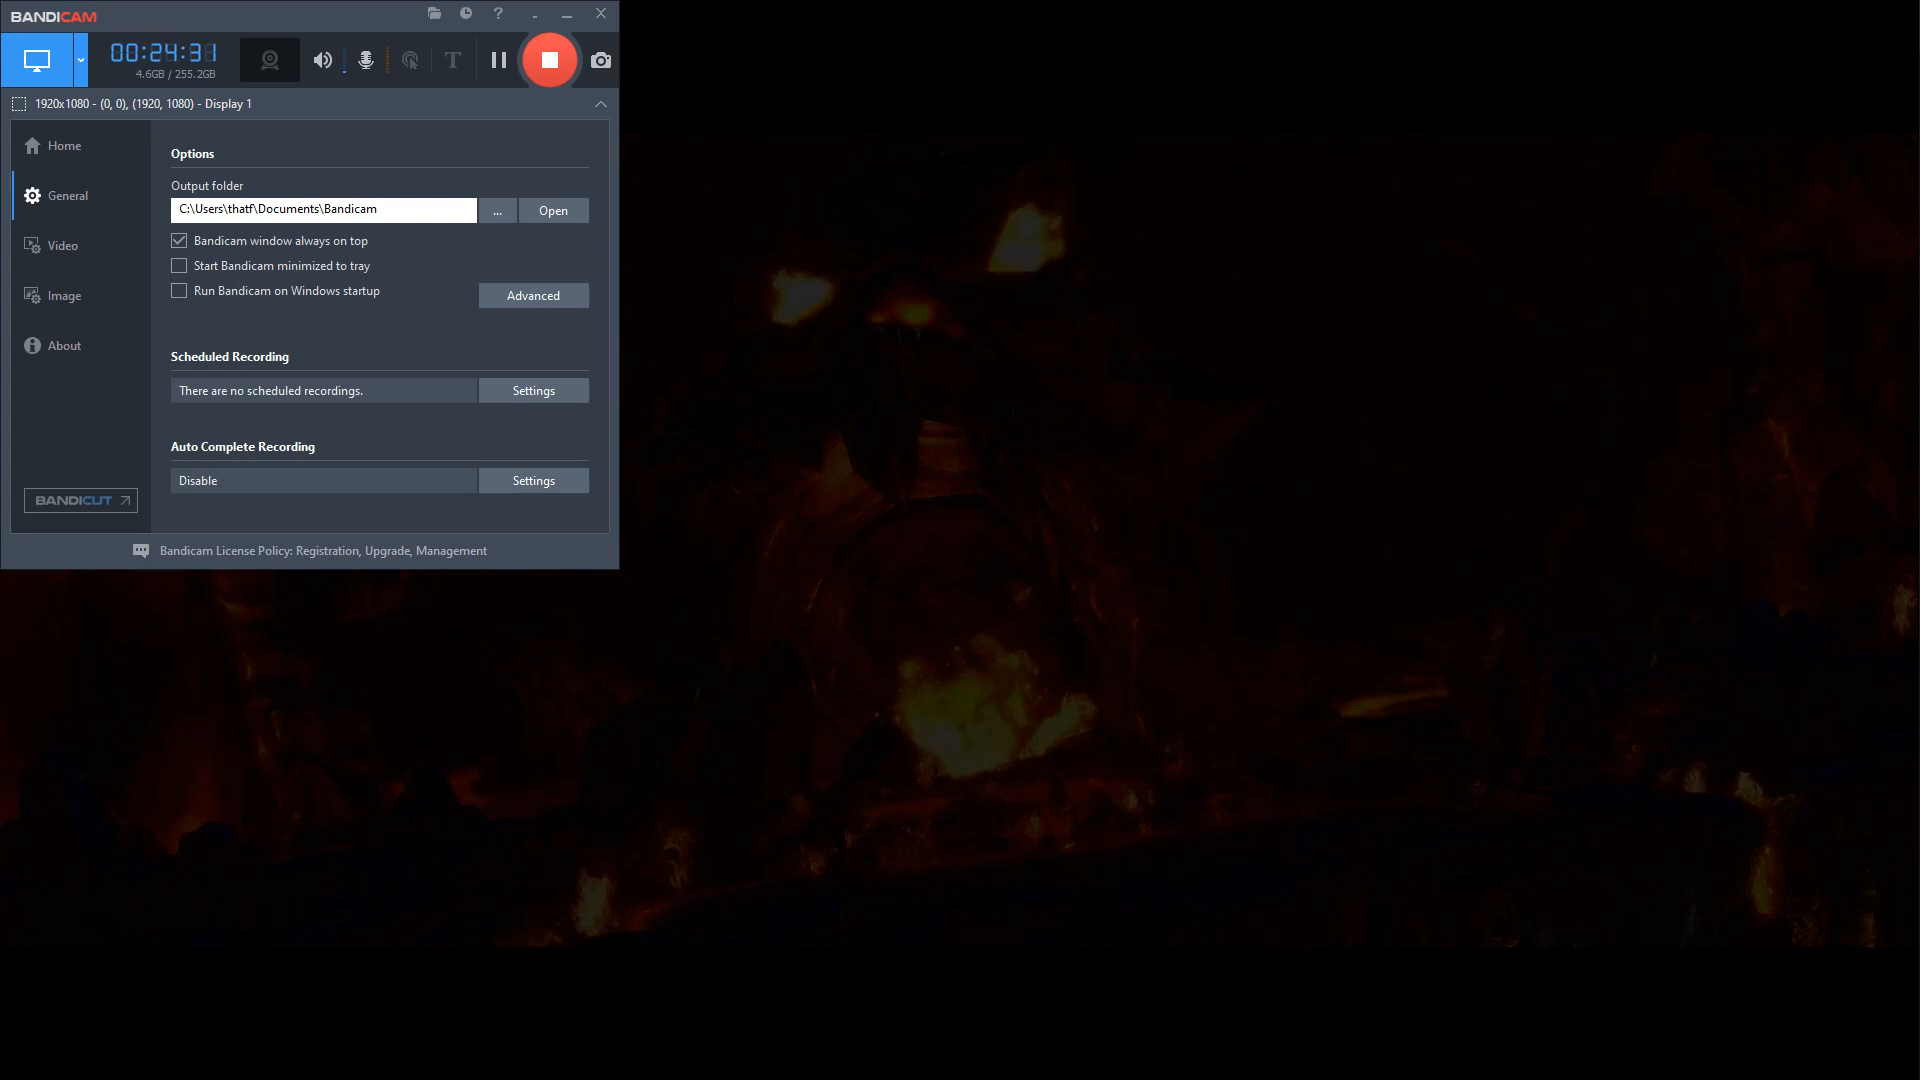 BANDICAM
?
00:24:31
4.6GB / 255.2GB
T
1920x1080 - (0, 0), (1920, 1080) - Display 1
Home
General
Video
Image
About
BANDICUT
Options
Output folder
C:\Users\thatf\Documents\Bandicam
...
Open
Bandicam window always on top
Start Bandicam minimized to tray
Run Bandicam on Windows startup
Advanced
Scheduled Recording
There are no scheduled recordings.
Settings
Auto Complete Recording
Disable
Settings
Bandicam License Policy: Registration, Upgrade, Management